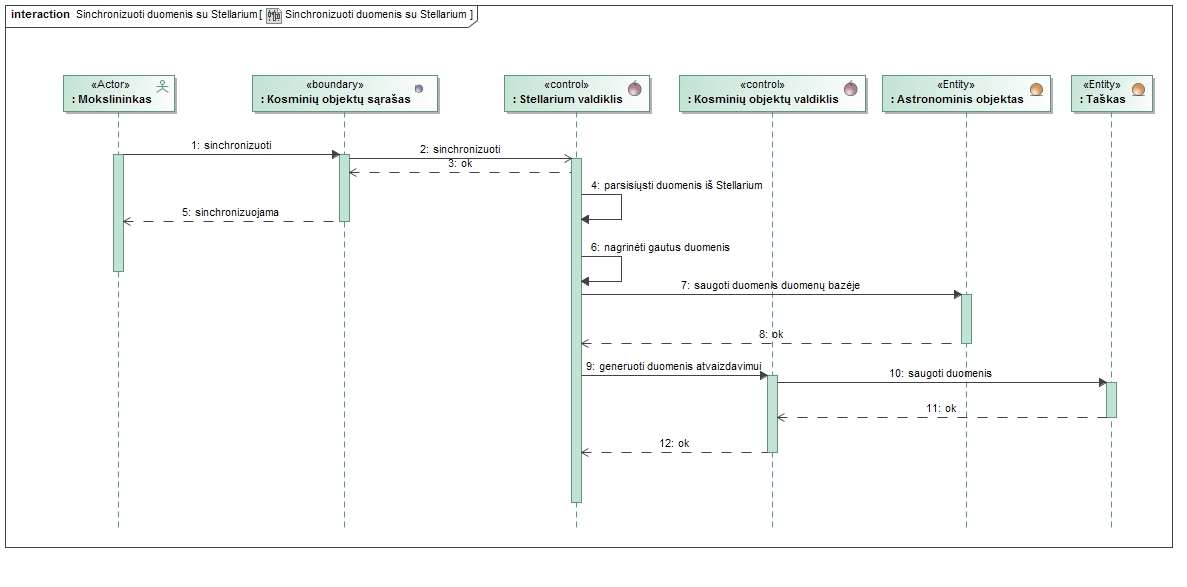 interaction Sinchronizuoti duomenis su Stellarium [ Sinchronizuoti duomenis su Stellarium ]
«Actor»
: Mokslininkas
«boundary»
: Kosminių objektų sąrašas
«control»
: Stellarium valdiklis
«control»
: Kosminių objektų valdiklis
«Entity»
: Astronominis objektas
«Entity»
: Taškas
1: sinchronizuoti
2: sinchronizuoti
3: ok
4: parsisiųsti duomenis iš Stellarium
5: sinchronizuojama
6: nagrinėti gautus duomenis
7: saugoti duomenis duomenų bazėje
8: ok
9: generuoti duomenis atvaizdavimui
10: saugoti duomenis
11: ok
12: ok